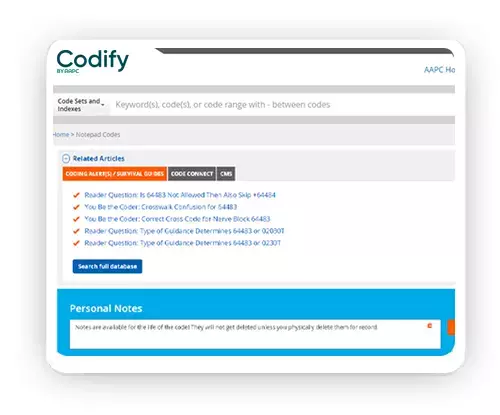 Codify
BY AAPC
AAPC Ho
Code Sets and
Indexes
Keyword(s), code(s), or code range with - between codes
Home > Notepad Codes
Related Articles
CODING ALERT(S) / SURVIVAL GUIDES CODE CONNECT CMS
Reader Question: Is 64483 Not Allowed Then Also Skip +64484
You Be the Coder: Crosswalk Confusion for 64483
You Be the Coder: Correct Cross Code for Nerve Block 64483
Reader Question: Type of Guidance Determines 64483 or 02030T
Reader Question: Type of Guidance Determines 64483 or 0230T
Search full database
Personal Notes
Notes are available for the life of the code! They will not get deleted unless you physically delete them for record.